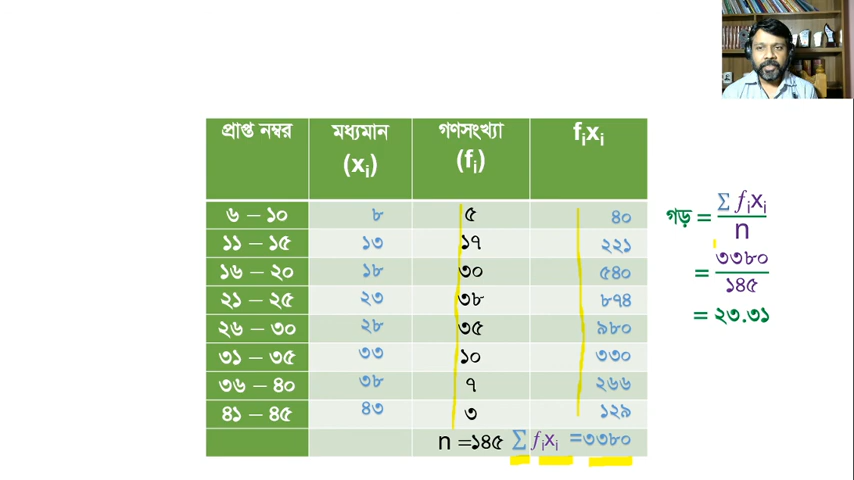 প্রাপ্ত নম্বর মধ্যমান (xi) গণসংখ্যা (fi) fixi
৬ – ১০ ৮ ৫ ৪০
১১ – ১৫ ১৩ ১৭ ২২১
১৬ – ২০ ১৮ ৩০ ৫৪০
২১ – ২৫ ২৩ ৩৮ ৮৭৪
২৬ – ৩০ ২৮ ৩৫ ৯৮০
৩১ – ৩৫ ৩৩ ১০ ৩৩০
৩৬ – ৪০ ৩৮ ৭ ২৬৬
৪১ – ৪৫ ৪৩ ৩ ১২৯
n =১৪৫ ∑ fixi =৩৩৮০
গড় = ∑ fixi / n
= ৩৩৮০ / ১৪৫
= ২৩.৩১